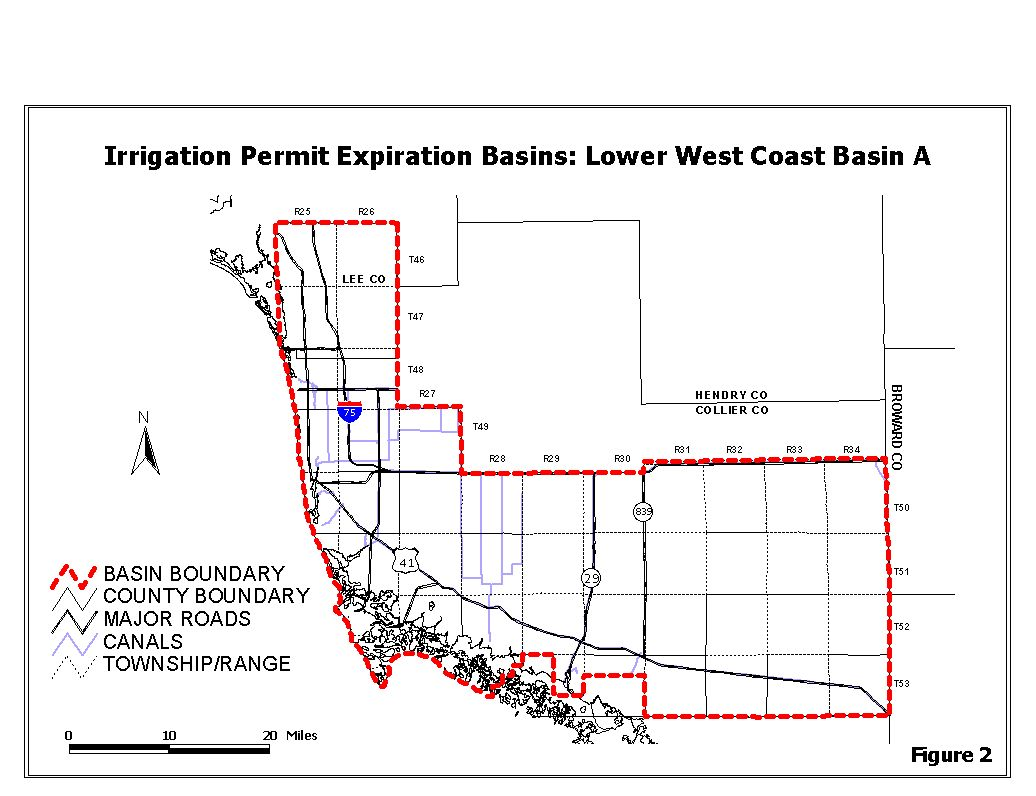 Irrigation Permit Expiration Basins: Lower West Coast Basin A
R25 R26
T46
LEE CO
T47
T48
R27
HENDRY CO
COLLIER CO
BROWARD CO
75
N
T49
R28 R29 R30 R31 R32 R33 R34
839
T50
41
29
T51
T52
T53
BASIN BOUNDARY
COUNTY BOUNDARY
MAJOR ROADS
CANALS
TOWNSHIP/RANGE
0 10 20 Miles
Figure 2